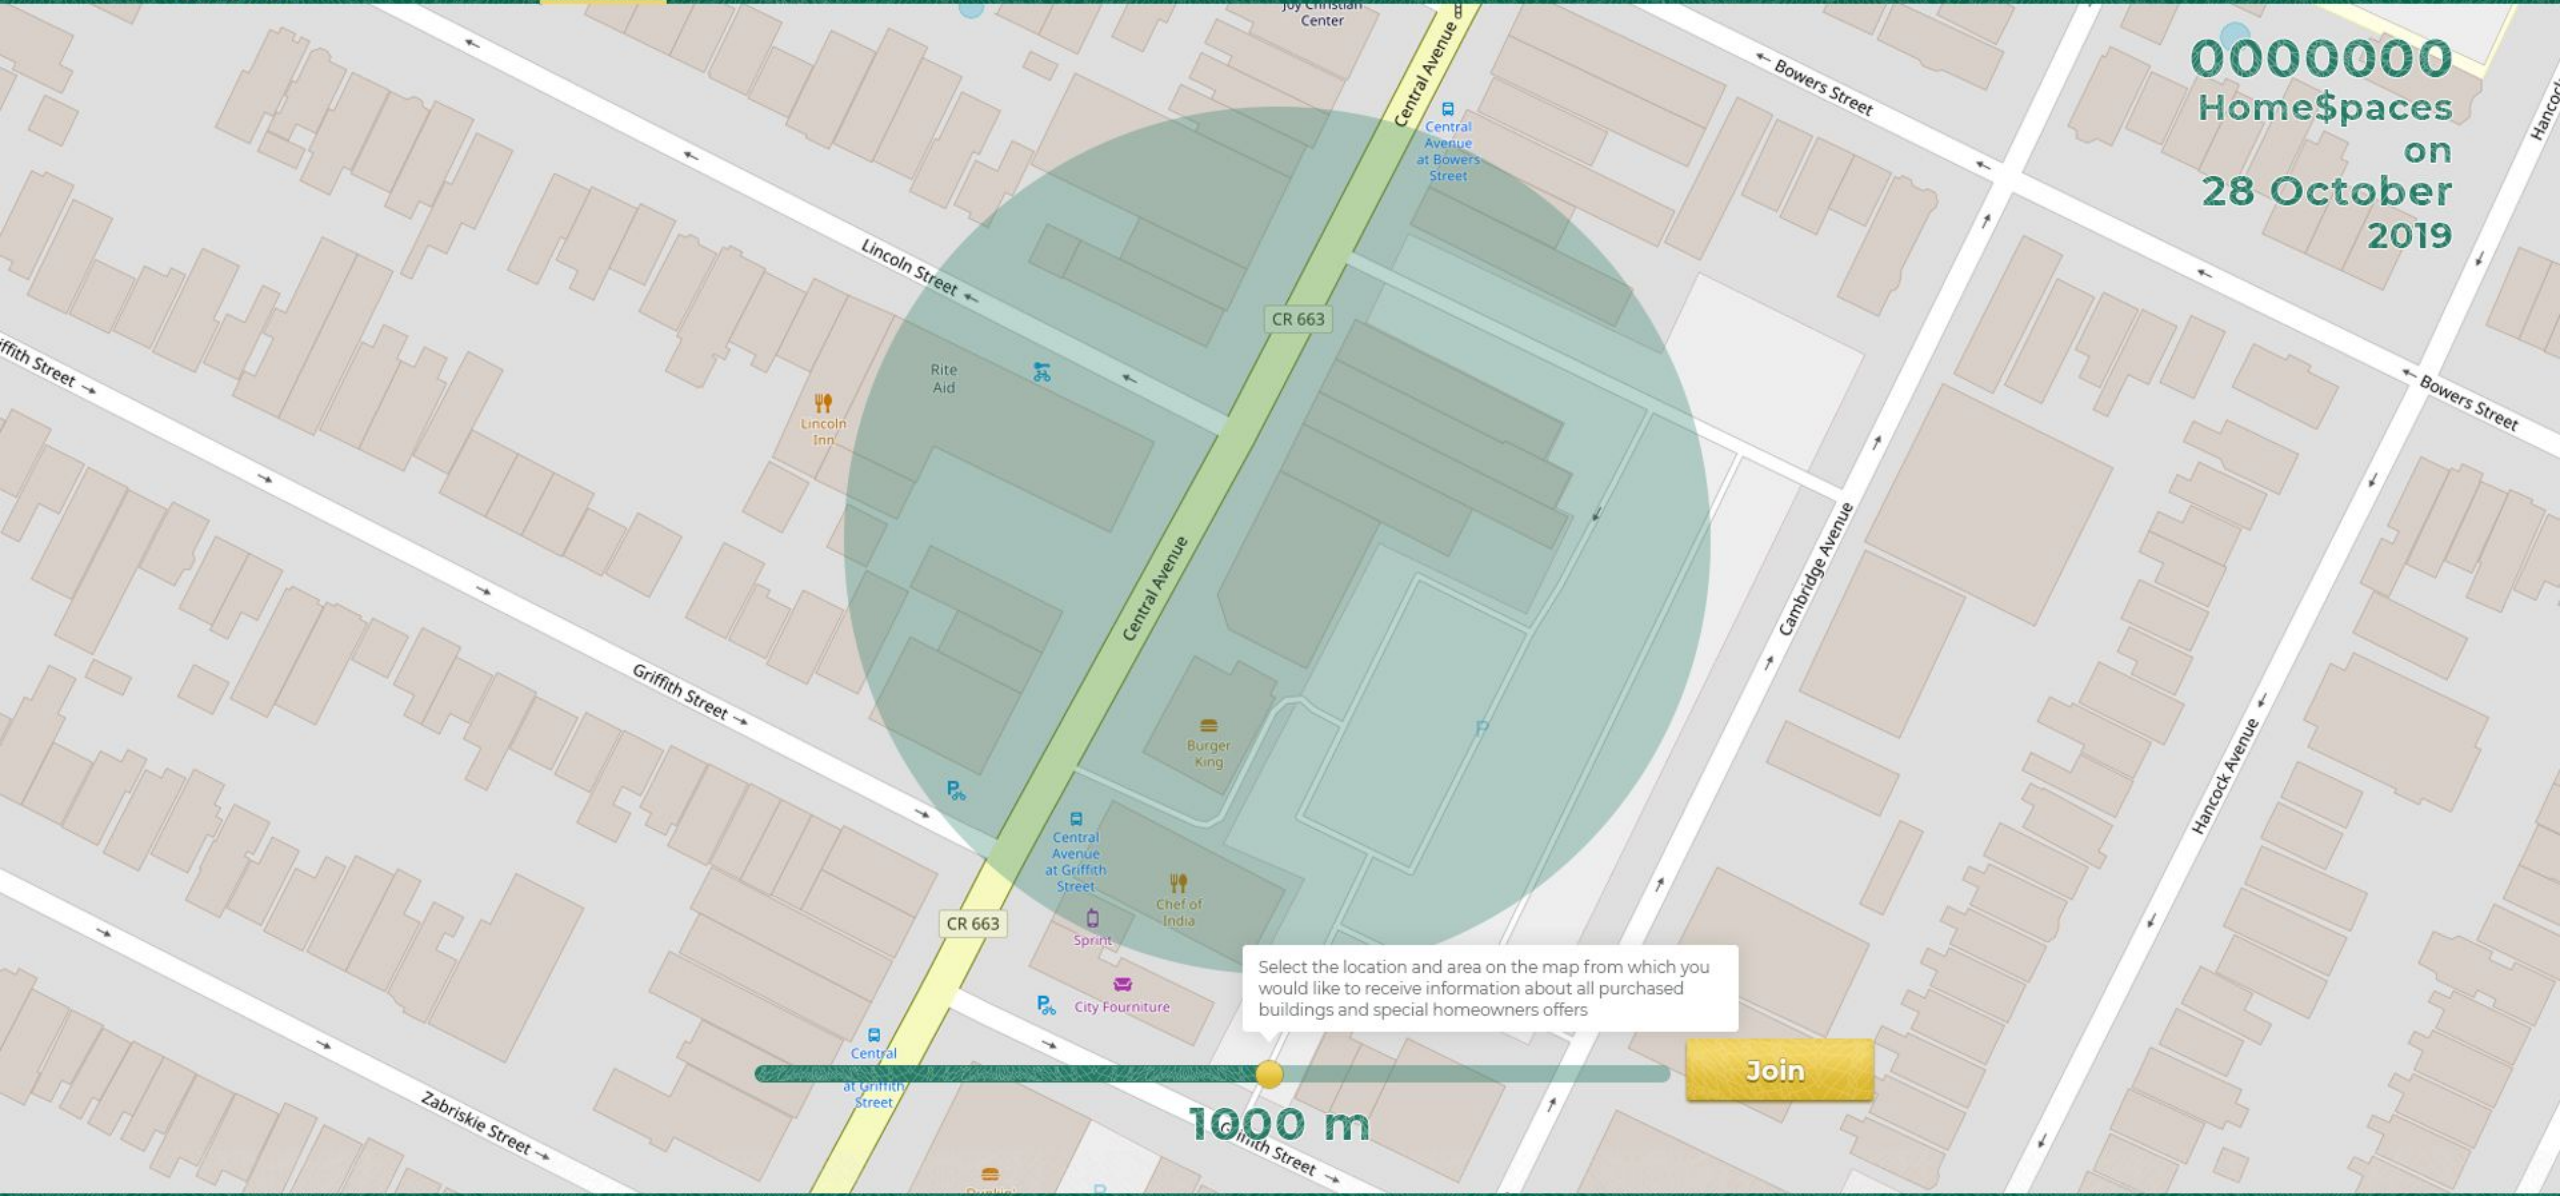 Joy Christian
Center
Central Avenue
Bowers Street
0000000
Home$paces
on
28 October
2019
Central
Avenue
at Bowers
Street
Lincoln Street
CR 663
Rite
Aid
Lincoln
Inn
Bowers Street
Central Avenue
Cambridge Avenue
Griffith Street
Burger
King
P
Hancock Avenue
P
Central
Avenue
at Griffith
Street
Chef of
India
CR 663
Sprint
Select the location and area on the map from which you
would like to receive information about all purchased
buildings and special homeowners offers
P
City Fourniture
Central
at Griffith
Street
Join
1000 m
Zabriskie Street
Griffith Street